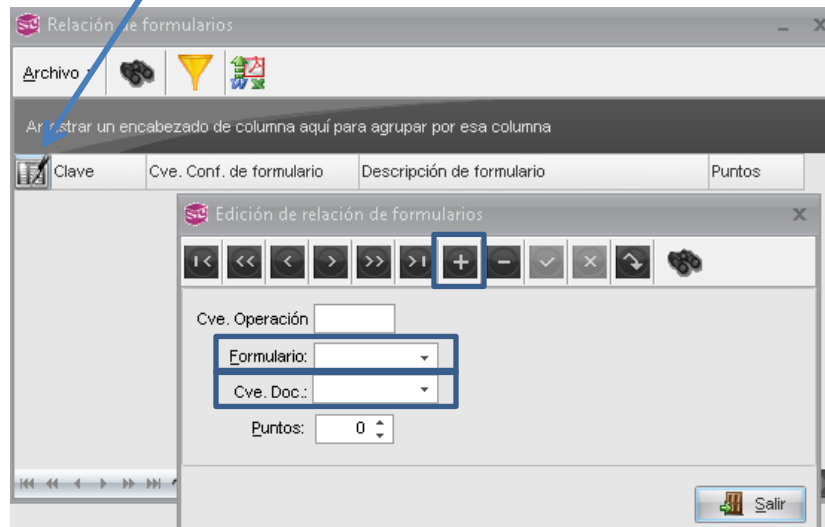 Relación de formularios
Archivo
Arrastrar un encabezado de columna aquí para agrupar por esa columna
Clave Cve. Conf. de formulario Descripción de formulario Puntos
Edición de relación de formularios
Cve. Operación
Formulario:
Cve. Doc.:
Puntos: 0
Salir